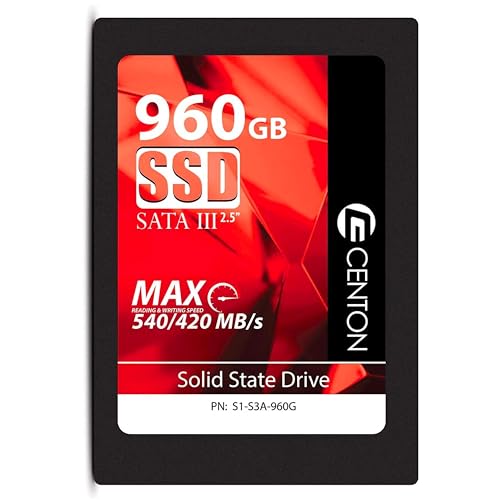 960GB
SSD
SATA III 2.5"
MAX
READING & WRITING SPEED
540/420 MB/s
CENTON
Solid State Drive
PN: S1-S3A-960G